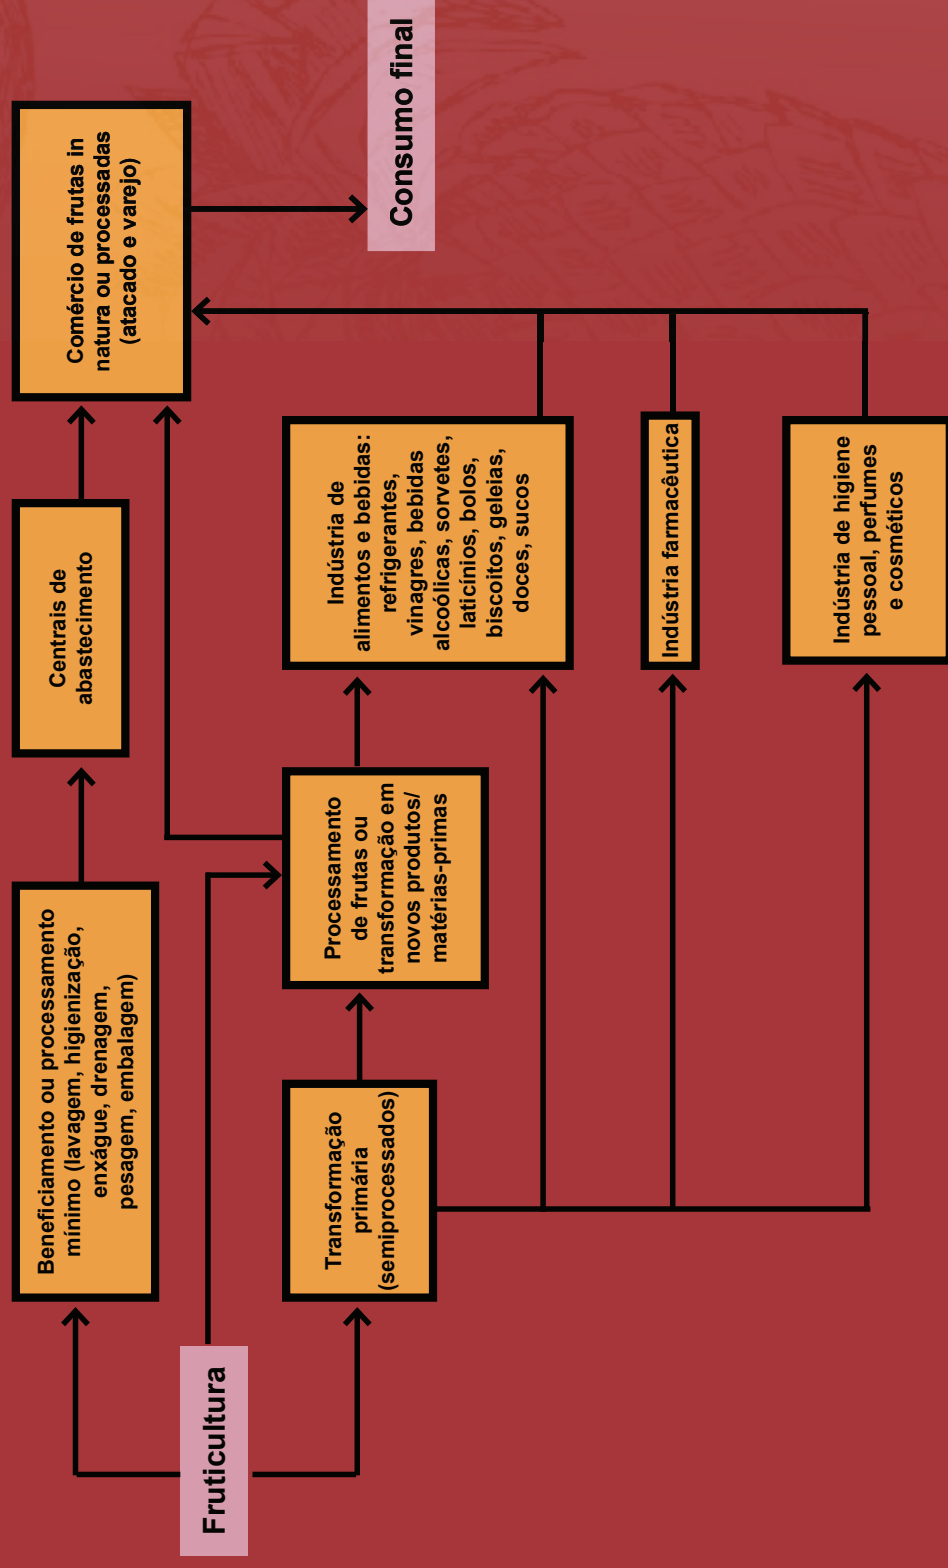 Fruticultura
Beneficiamento ou processamento
mínimo (lavagem, higienização,
enxágue, drenagem,
pesagem, embalagem)
Centrais de
abastecimento
Comércio de frutas in
natura ou processadas
(atacado e varejo)
Consumo final
Transformação
primária
(semiprocessados)
Processamento
de frutas ou
transformação em
novos produtos/
matérias-primas
Indústria de
alimentos e bebidas:
refrigerantes,
vinagres, bebidas
alcoólicas, sorvetes,
laticínios, bolos,
biscoitos, geleias,
doces, sucos
Indústria farmacêutica
Indústria de higiene
pessoal, perfumes
e cosméticos